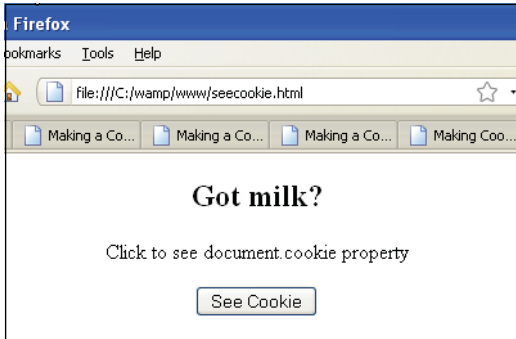 Firefox
ookmarks Tools Help
file:///C:/wamp/www/seecookie.html
Making a Co... Making a Co... Making a Co... Making Coo...
Got milk?
Click to see document.cookie property
See Cookie